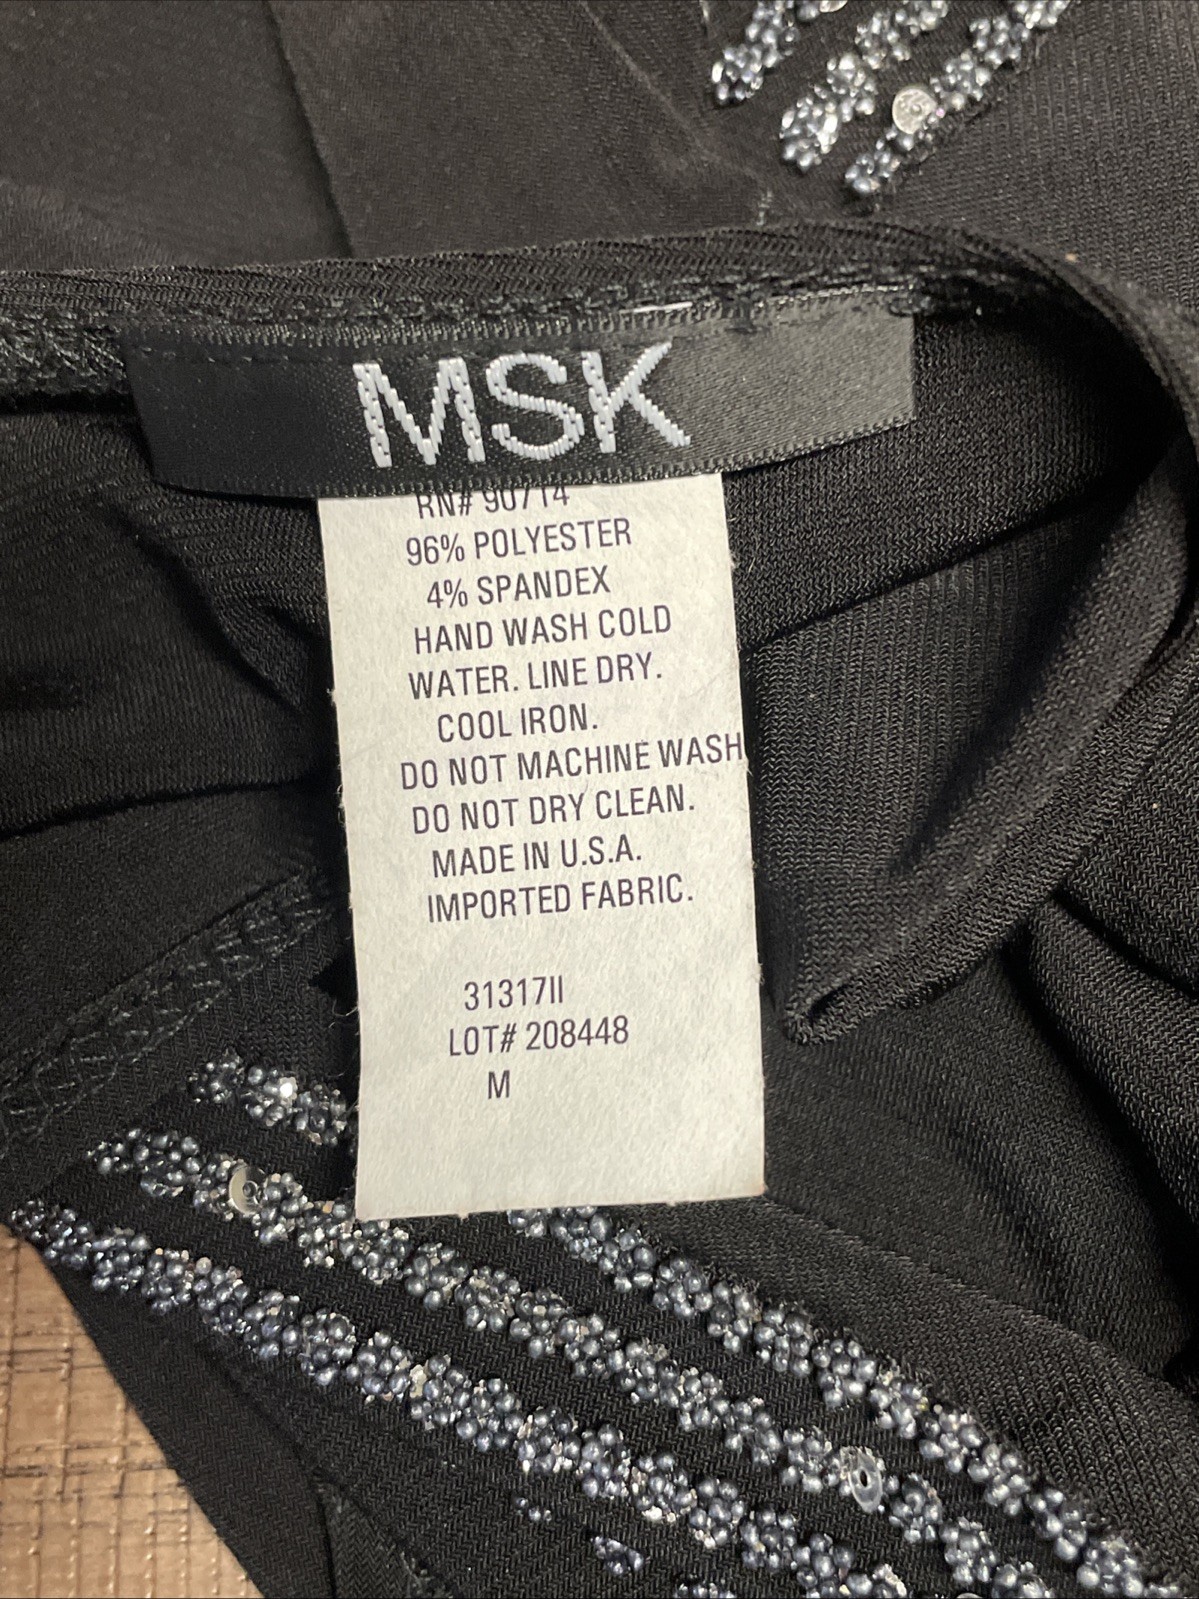 MSK
RN# 90714
96% POLYESTER
4% SPANDEX
HAND WASH COLD
WATER. LINE DRY.
COOL IRON.
DO NOT MACHINE WASH
DO NOT DRY CLEAN.
MADE IN U.S.A.
IMPORTED FABRIC.
31317II
LOT# 208448
M